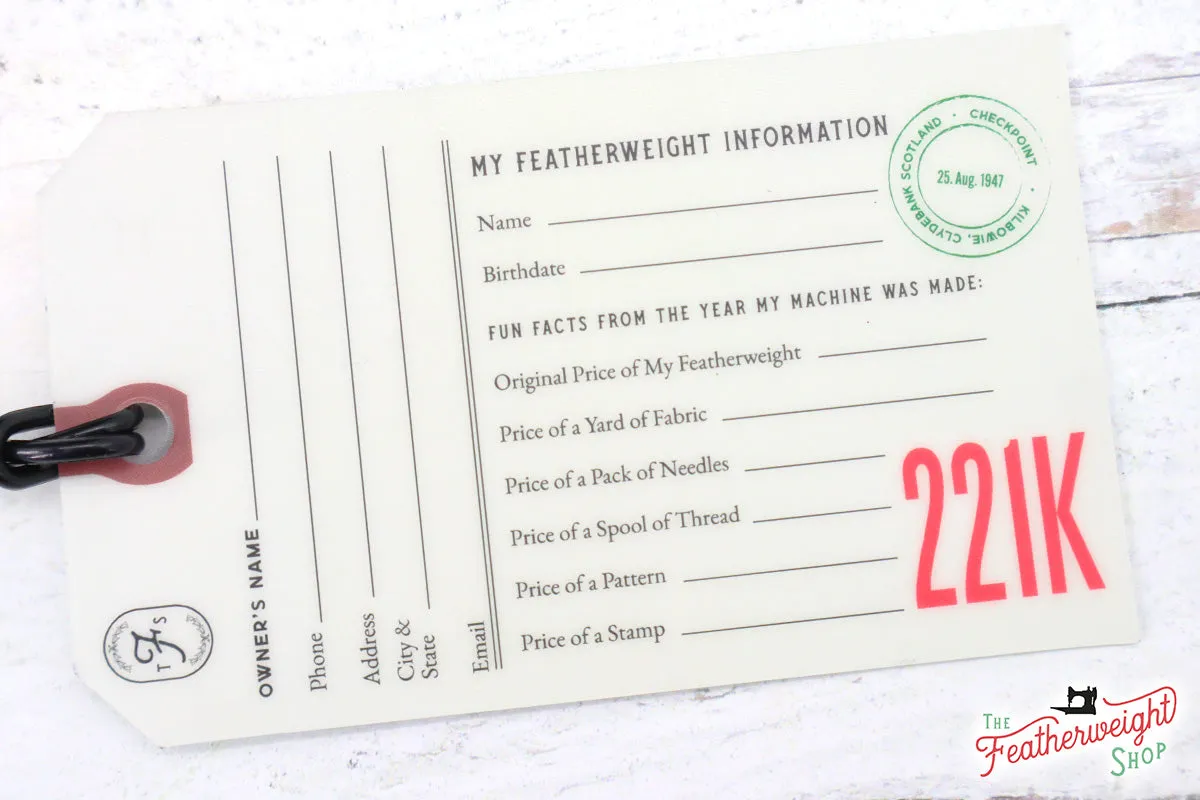 MY FEATHERWEIGHT INFORMATION
Name
Birthdate
FUN FACTS FROM THE YEAR MY MACHINE WAS MADE:
Original Price of My Featherweight
Price of a Yard of Fabric
Price of a Pack of Needles
Price of a Spool of Thread
Price of a Pattern
Price of a Stamp
221K
CHECKPOINT · KILBOWIE, CLYDEBANK SCOTLAND ·
25. Aug. 1947
OWNER'S NAME
Phone
Address
City &
State
Email
T F S
THE
Featherweight
SHOP